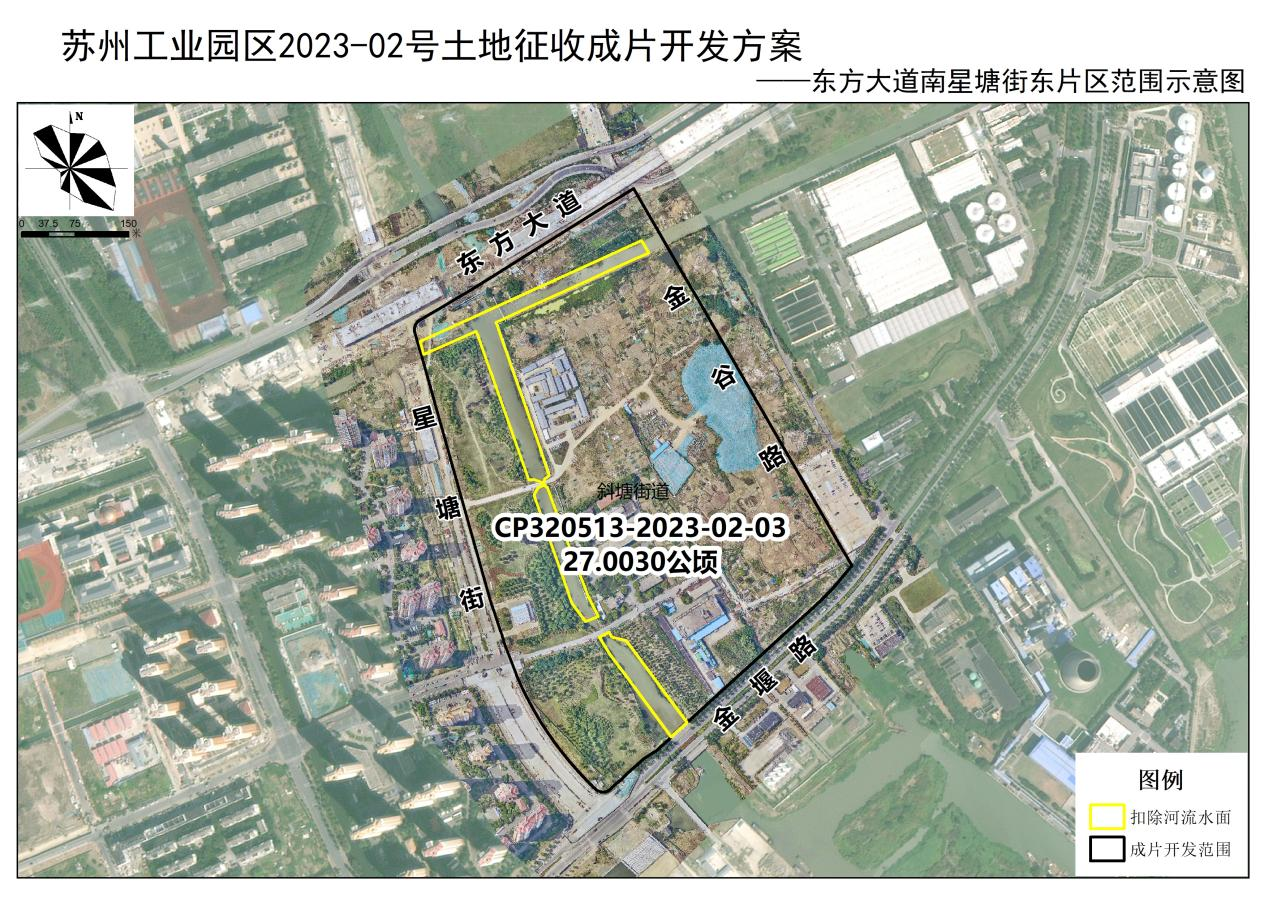 苏州工业园区2023-02号土地征收成片开发方案
——东方大道南星塘街东片区范围示意图
N
0 37.5 75 150
米
东方大道
金谷路
星塘街
斜塘街道
CP320513-2023-02-03
27.0030公顷
金堰路
图例
扣除河流水面
成片开发范围